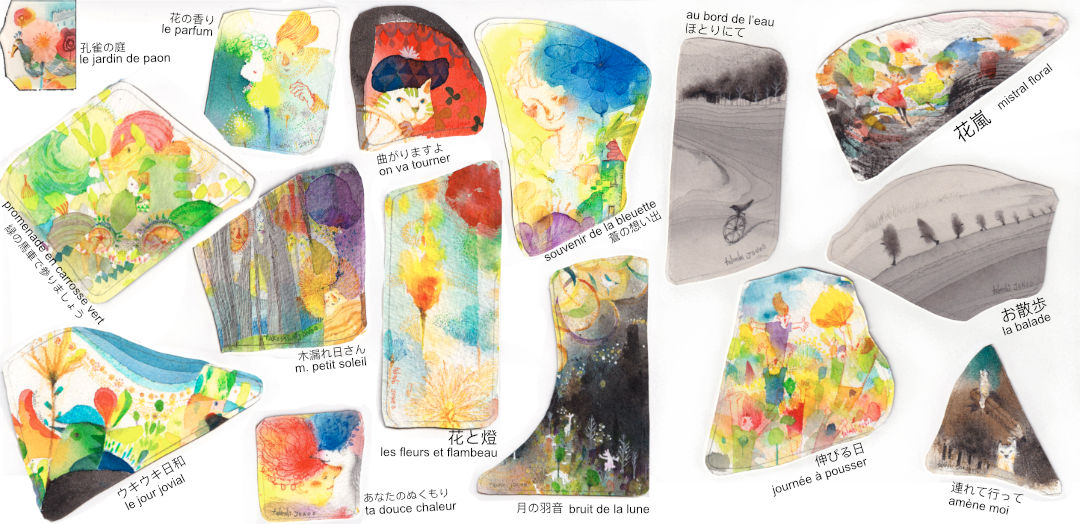 孔雀の庭
le jardin de paon
花の香り
le parfum
曲がりますよ
on va tourner
souvenir de la bleuette
蒼の想い出
au bord de l'eau
ほとりにて
花嵐 mistral floral
promenade en carrosse vert
緑の馬車で参りましょう
木漏れ日さん
m. petit soleil
花と燈
les fleurs et flambeau
お散歩
la balade
ウキウキ日和
le jour jovial
あなたのぬくもり
ta douce chaleur
月の羽音 bruit de la lune
伸びる日
journée à pousser
連れて行って
amène moi